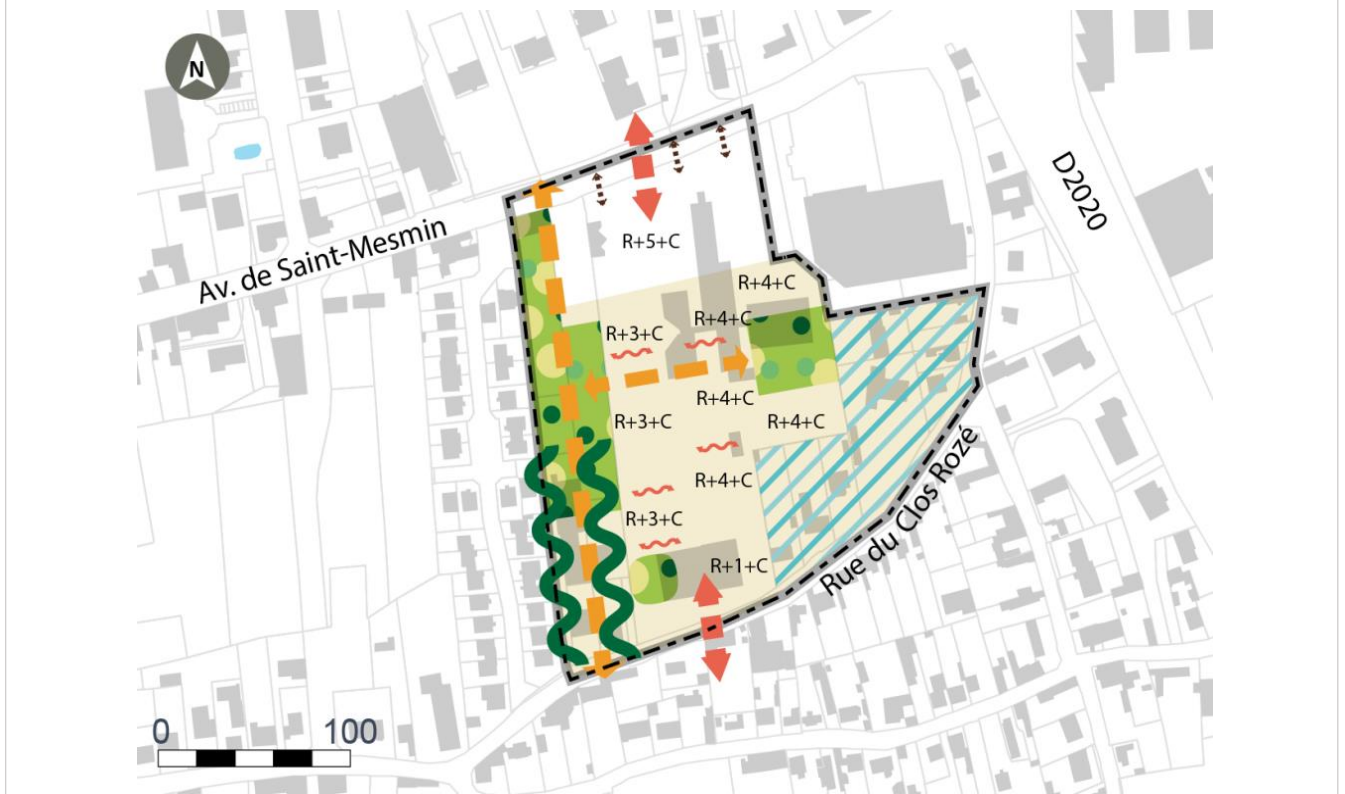 N
D2020
Av. de Saint-Mesmin
R+5+C
R+4+C
R+4+C
R+3+C
R+4+C
R+3+C
R+4+C
R+4+C
R+3+C
R+1+C
Rue du Clos Rozé
0 100